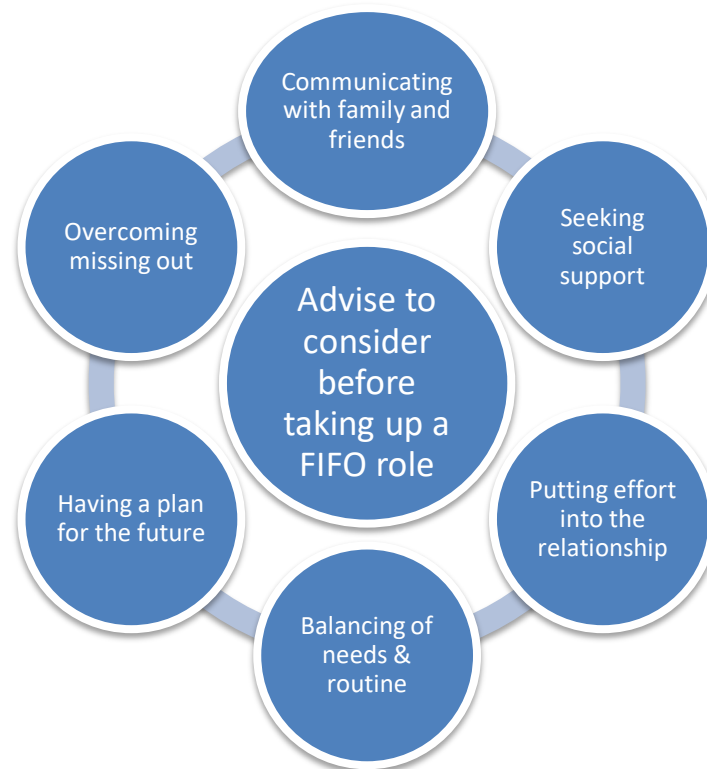 Communicating
with family and
friends
Seeking
social
support
Putting effort
into the
relationship
Balancing of
needs &
routine
Having a plan
for the future
Overcoming
missing out
Advise to
consider
before
taking up a
FIFO role